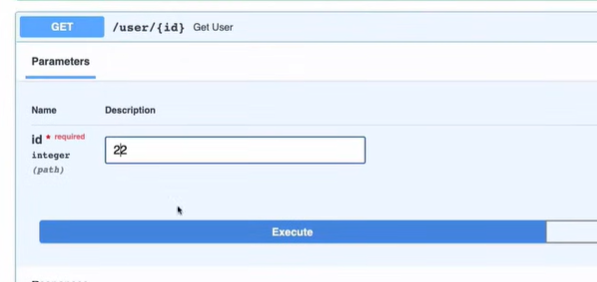 GET /user/{id} Get User
Parameters
Name Description
id * required
integer
(path)
22
Execute